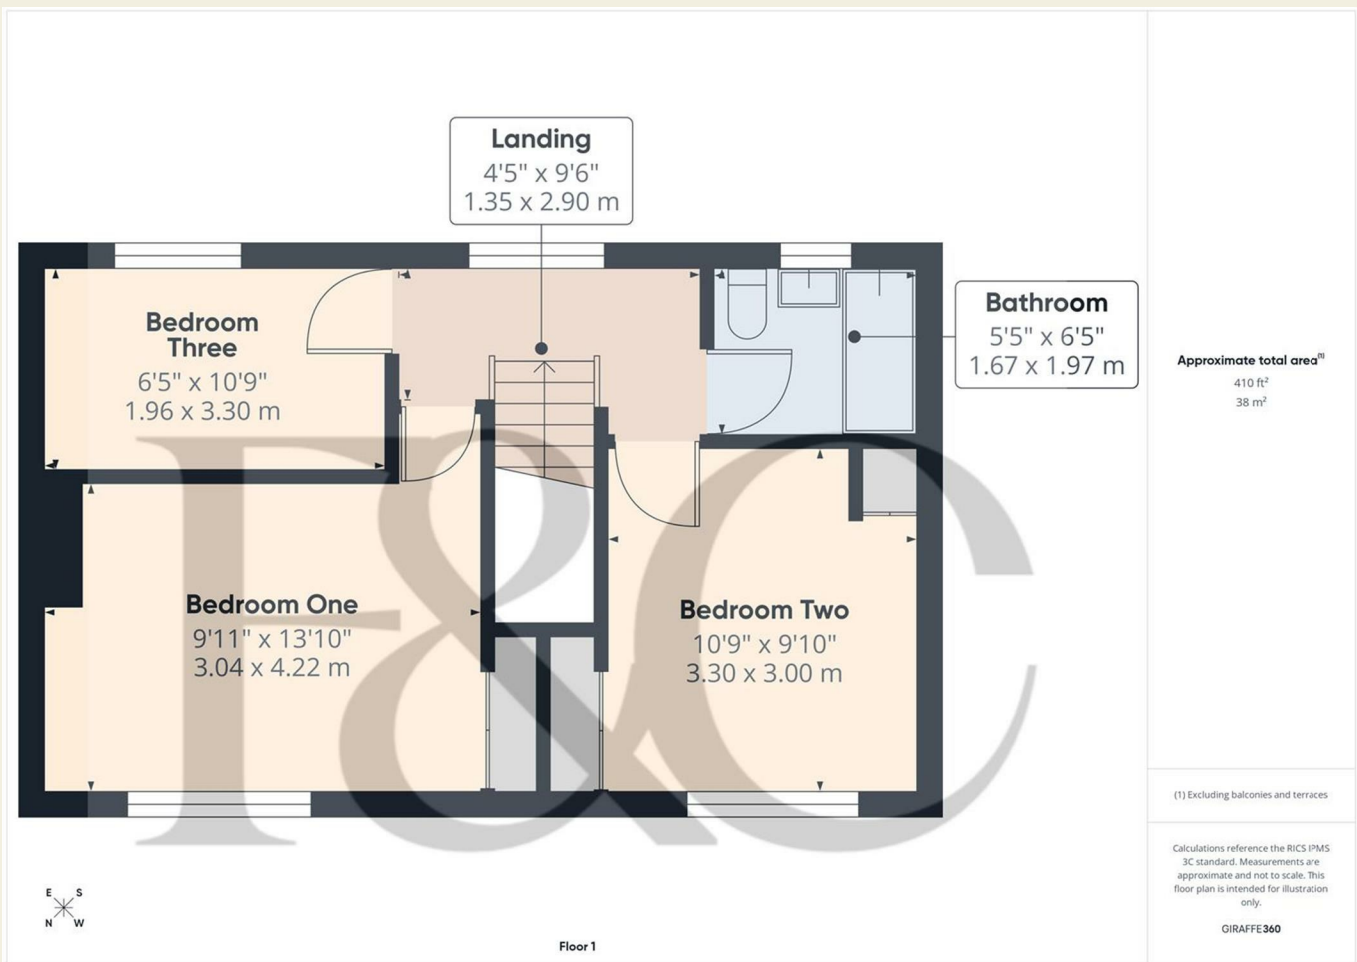 Landing
4'5" x 9'6"
1.35 x 2.90 m
Bedroom
Three
6'5" x 10'9"
1.96 x 3.30 m
Bathroom
5'5" x 6'5"
1.67 x 1.97 m
Bedroom One
9'11" x 13'10"
3.04 x 4.22 m
Bedroom Two
10'9" x 9'10"
3.30 x 3.00 m
F&C
E S
N W
Floor 1
Approximate total area(1)
410 ft²
38 m²
(1) Excluding balconies and terraces
Calculations reference the RICS IPMS
3C standard. Measurements are
approximate and not to scale. This
floor plan is intended for illustration
only.
GIRAFFE360